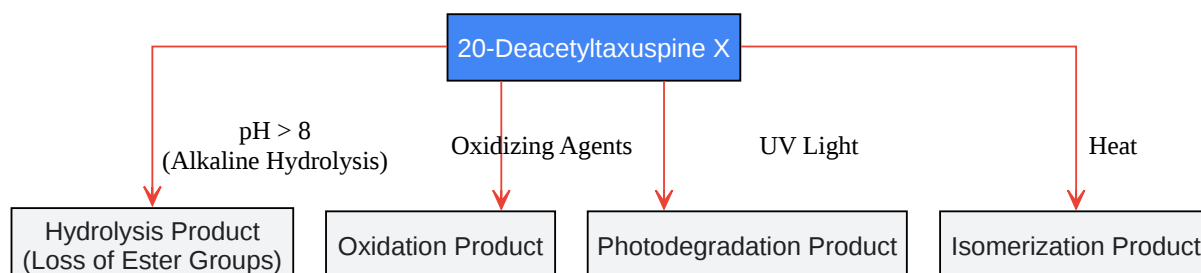 20-Deacetyltaxuspine X
pH > 8
(Alkaline Hydrolysis)
Oxidizing Agents
UV Light
Heat
Hydrolysis Product
(Loss of Ester Groups)
Oxidation Product
Photodegradation Product
Isomerization Product